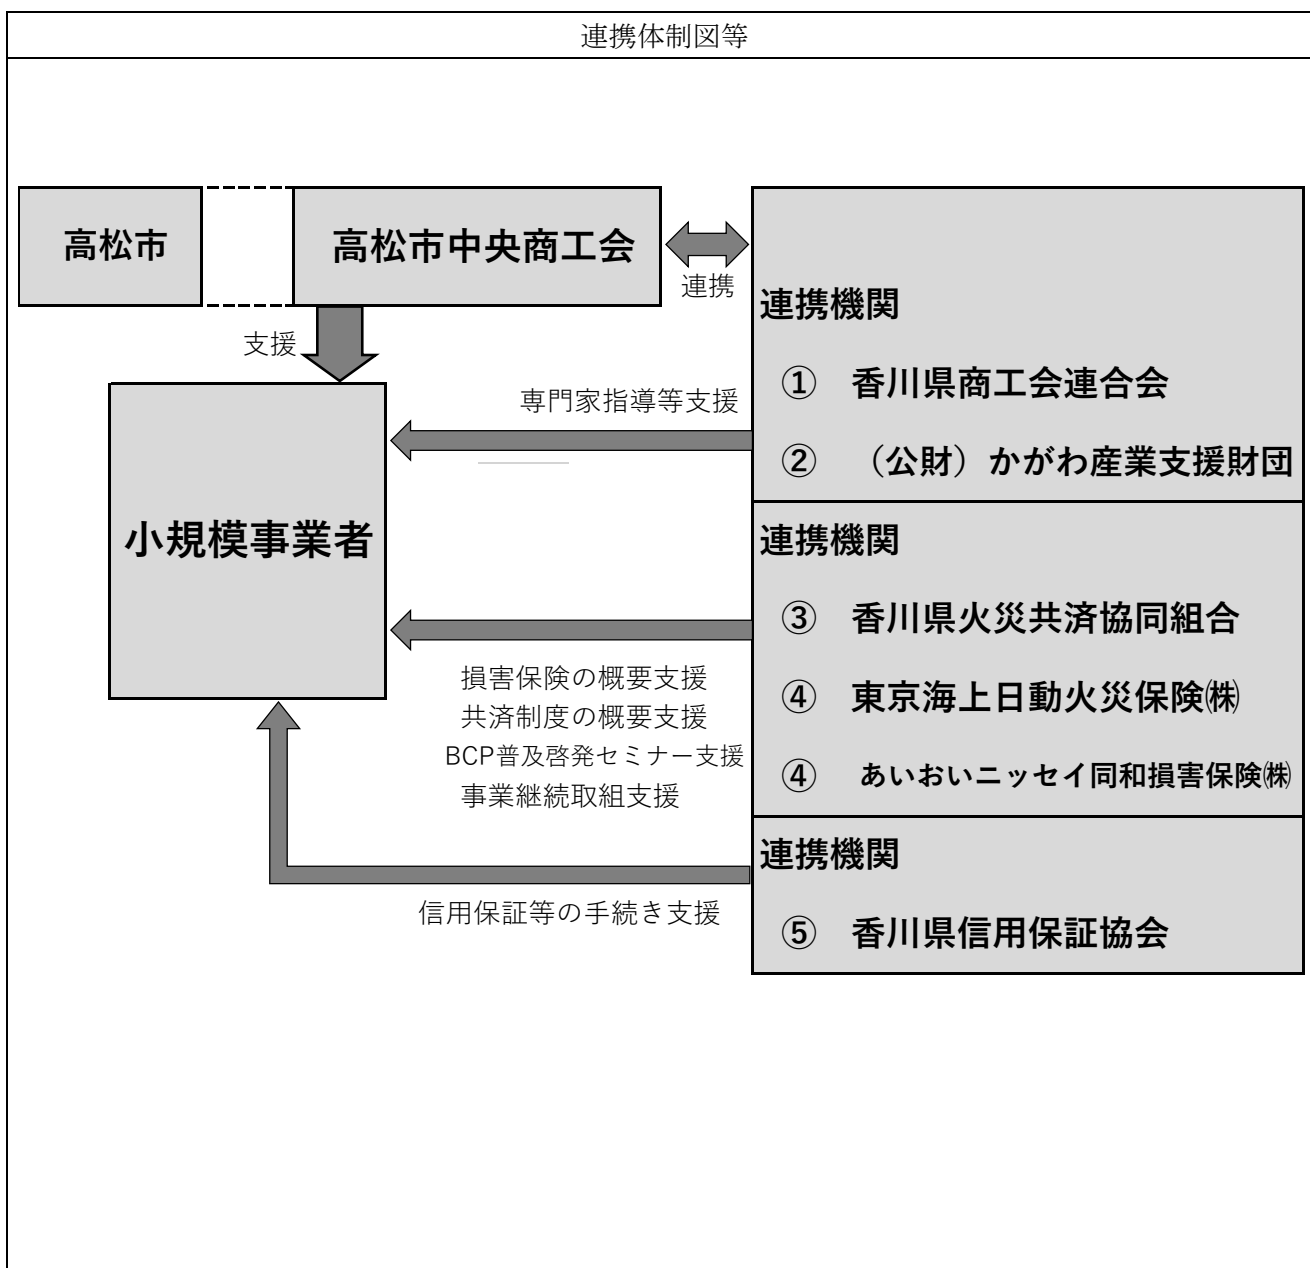 連携体制図等
高松市
高松市中央商工会
連携
支援
連携機関
① 香川県商工会連合会
② （公財）かがわ産業支援財団
専門家指導等支援
小規模事業者
連携機関
③ 香川県火災共済協同組合
④ 東京海上日動火災保険㈱
④ あいおいニッセイ同和損害保険㈱
損害保険の概要支援
共済制度の概要支援
BCP普及啓発セミナー支援
事業継続取組支援
連携機関
⑤ 香川県信用保証協会
信用保証等の手続き支援